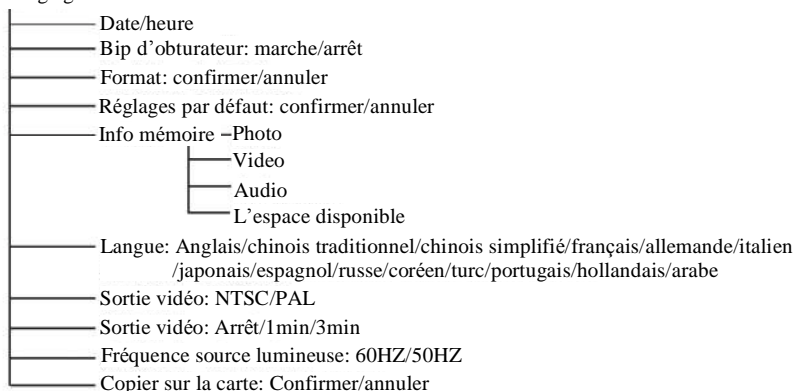 Date/heure
Bip d'obturateur: marche/arrêt
Format: confirmer/annuler
Réglages par défaut: confirmer/annuler
Info mémoire –Photo
Video
Audio
L'espace disponible
Langue: Anglais/chinois traditionnel/chinois simplifié/français/allemande/italien
/japonais/espagnol/russe/coréen/turc/portugais/hollandais/arabe
Sortie vidéo: NTSC/PAL
Sortie vidéo: Arrêt/1min/3min
Fréquence source lumineuse: 60HZ/50HZ
Copier sur la carte: Confirmer/annuler